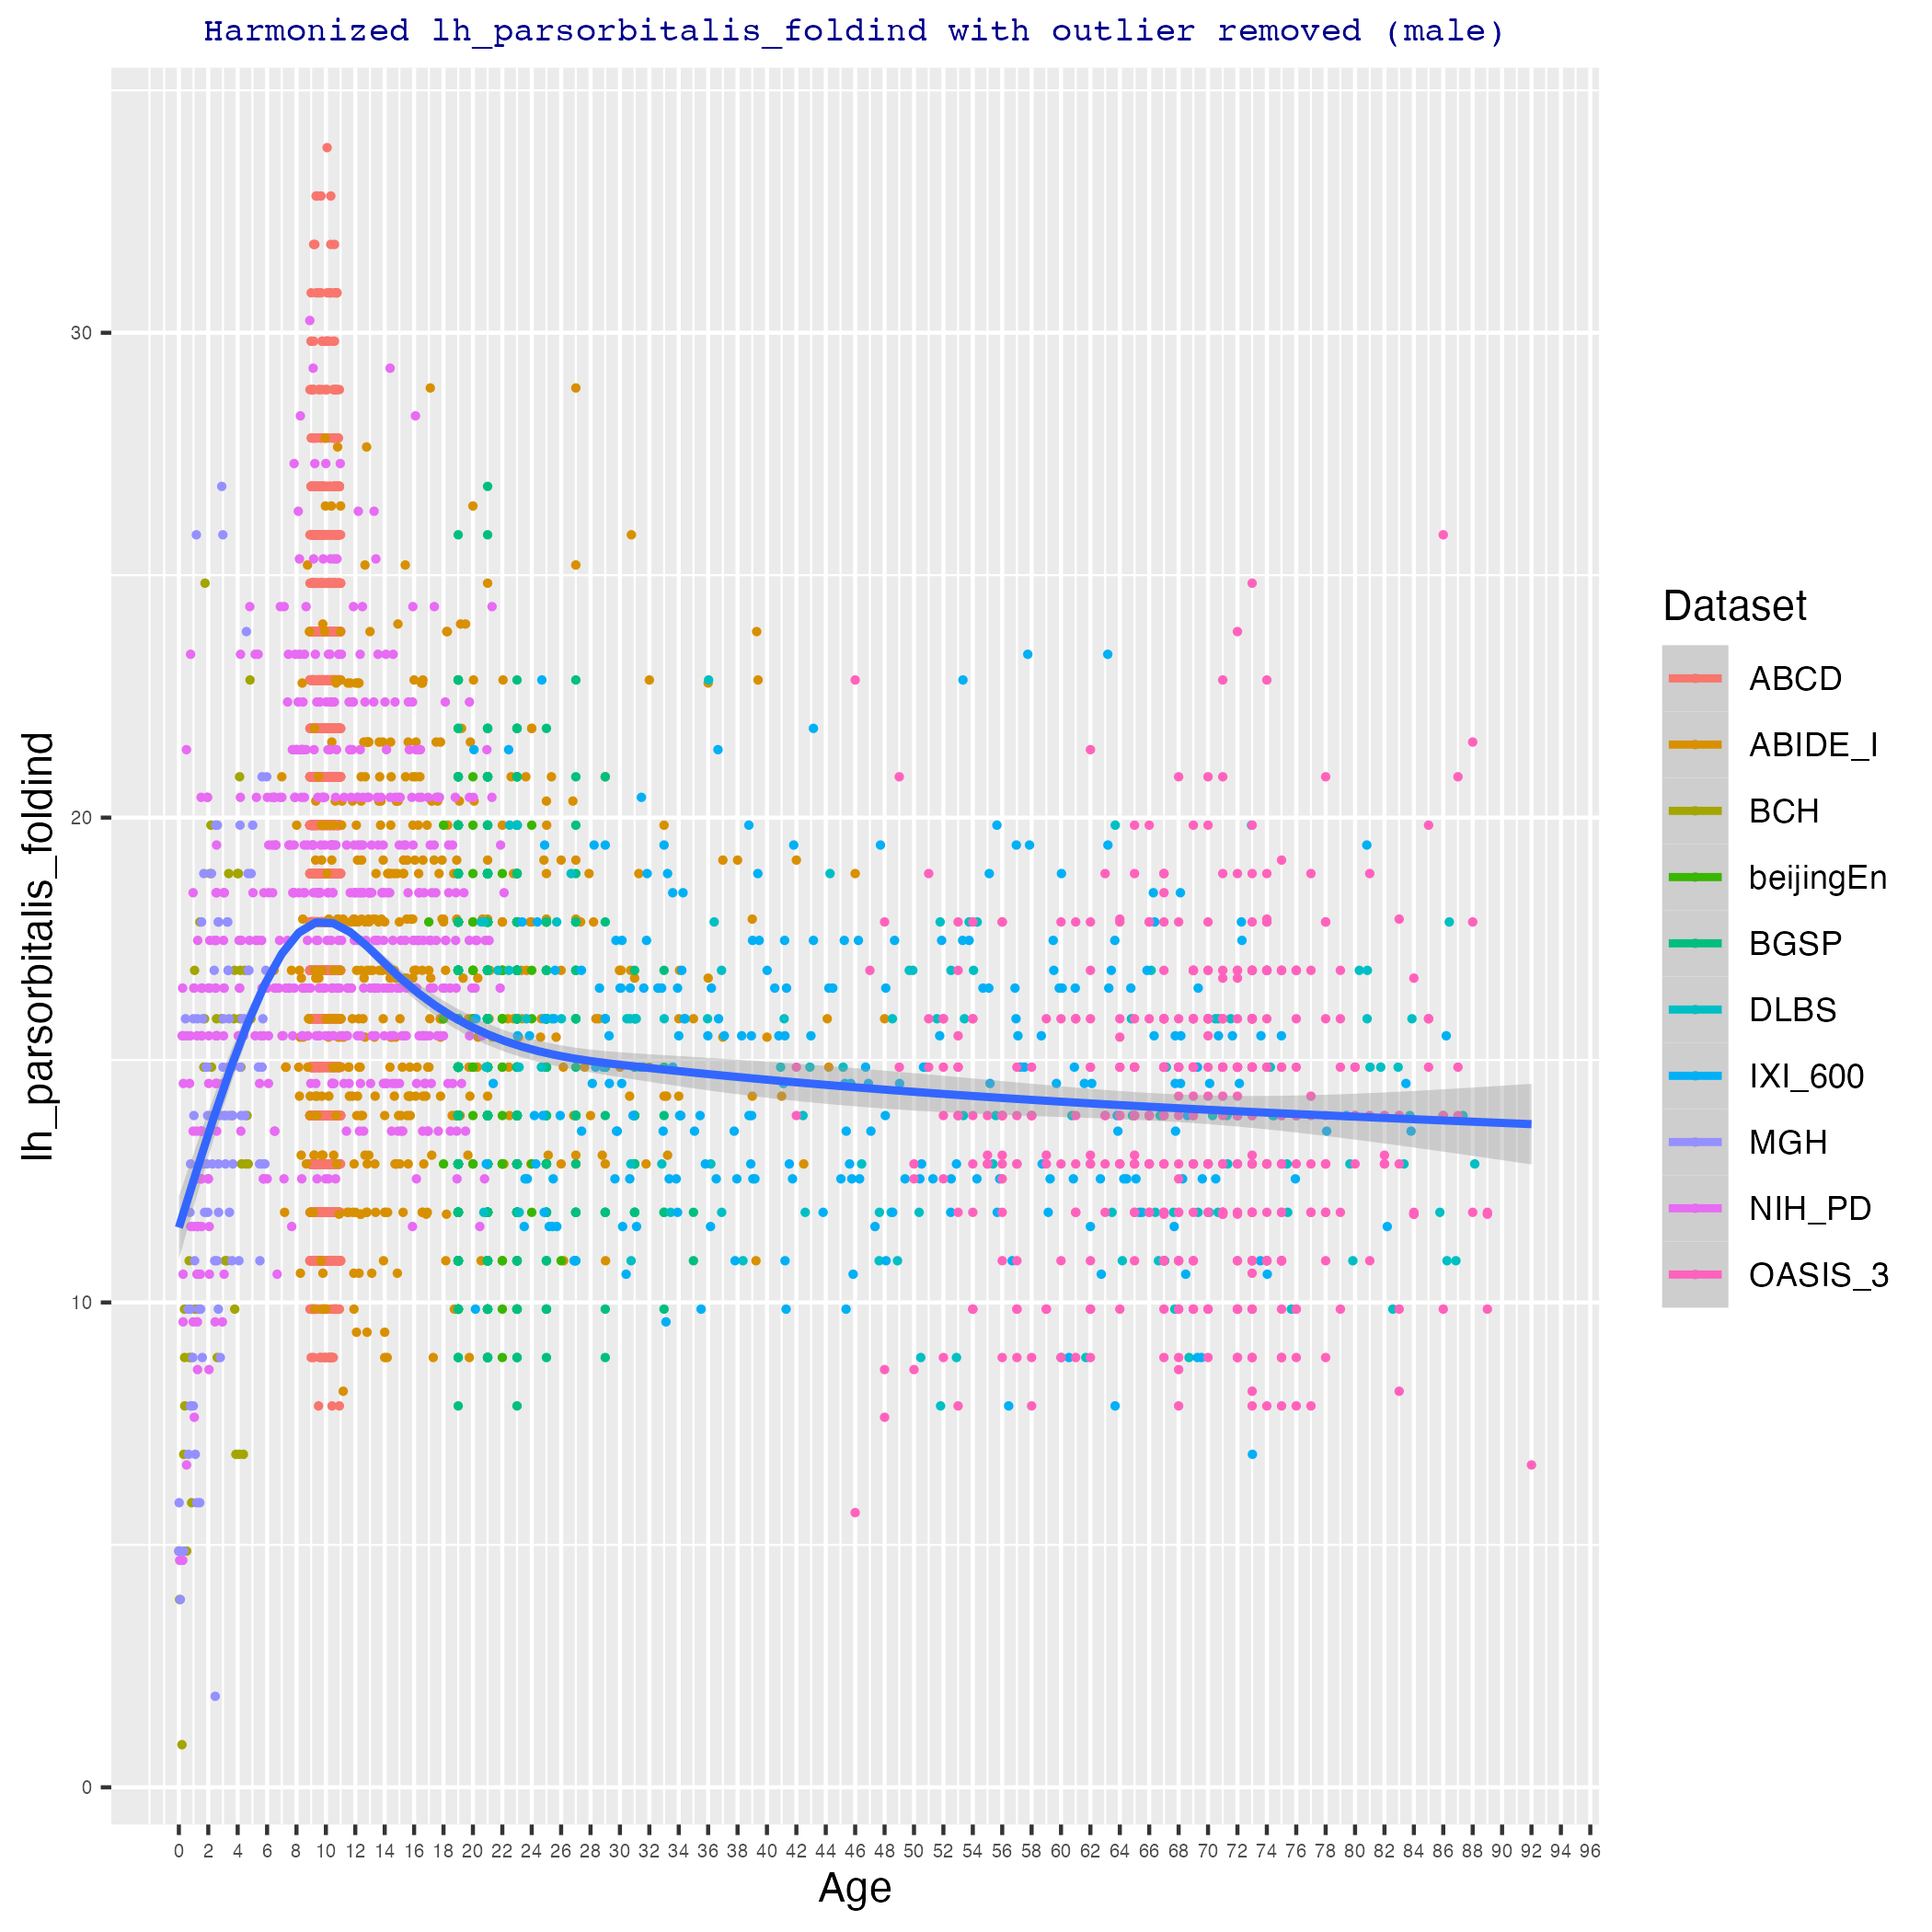 Harmonized lh_parsorbitalis_foldind with outlier removed (male)
lh_parsorbitalis_foldind
30
20
10
0
0 2 4 6 8 10 12 14 16 18 20 22 24 26 28 30 32 34 36 38 40 42 44 46 48 50 52 54 56 58 60 62 64 66 68 70 72 74 76 78 80 82 84 86 88 90 92 94 96
Age
Dataset
ABCD
ABIDE_I
BCH
beijingEn
BGSP
DLBS
IXI_600
MGH
NIH_PD
OASIS_3